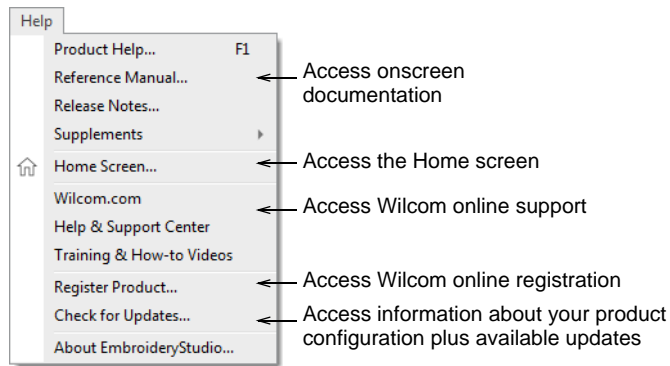 Help
Product Help... F1
Reference Manual...
Release Notes...
Supplements
Home Screen...
Wilcom.com
Help & Support Center
Training & How-to Videos
Register Product...
Check for Updates...
About EmbroideryStudio...
Access onscreen
documentation
Access the Home screen
Access Wilcom online support
Access Wilcom online registration
Access information about your product
configuration plus available updates